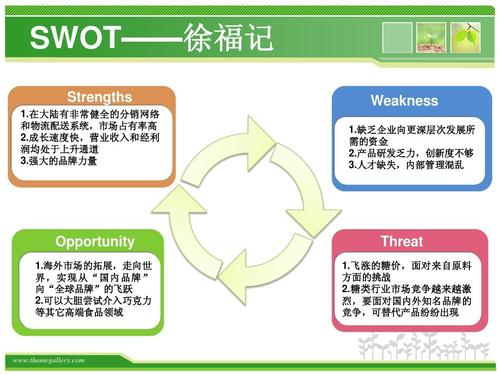 SWOT——徐福记
Strengths
1.在大陆有非常健全的分销网络
和物流配送系统，市场占有率高
2.成长速度快，营业收入和经利
润均处于上升通道
3.强大的品牌力量
Weakness
1.缺乏企业向更深层次发展所
需的资金
2.产品研发乏力，创新度不够
3.人才缺失，内部管理混乱
Opportunity
1.海外市场的拓展，走向世
界，实现从“国内品牌”
向“全球品牌”的飞跃
2.可以大胆尝试介入巧克力
等其它高端食品领域
Threat
1.飞涨的糖价，面对来自原料
方面的挑战
2.糖类行业市场竞争越来越激
烈，要面对国内外知名品牌的
竞争，可替代产品纷纷出现
www.themegallery.com